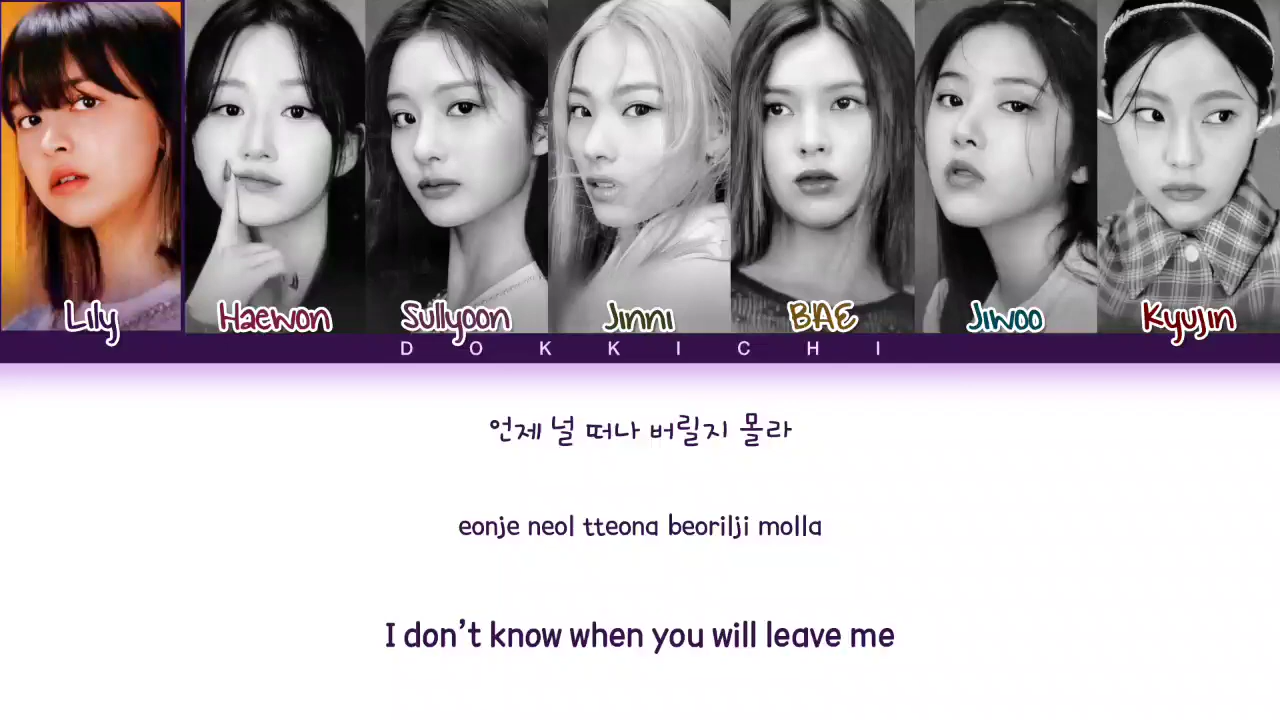 Lily Haewon Sullyoon Jinni BAE Jiwoo Kyujin
DOKKICHI
언제 널 떠나 버릴지 몰라
eonje neol tteona beorilji molla
I don't know when you will leave me